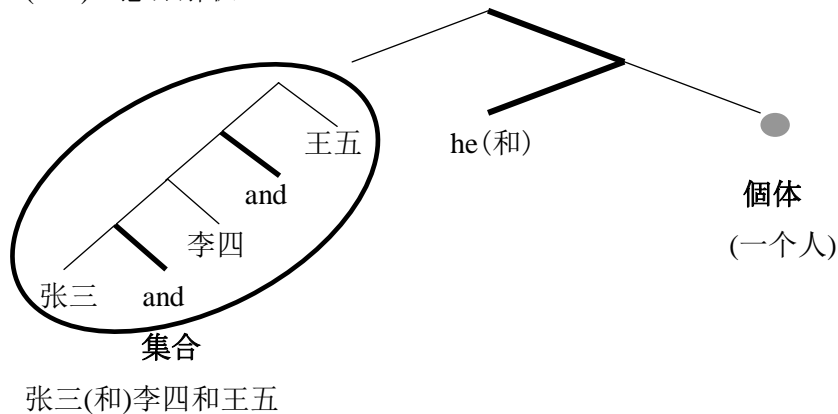 王五
he(和)
and
個体
李四
(一个人)
张三 and
集合
张三(和)李四和王五